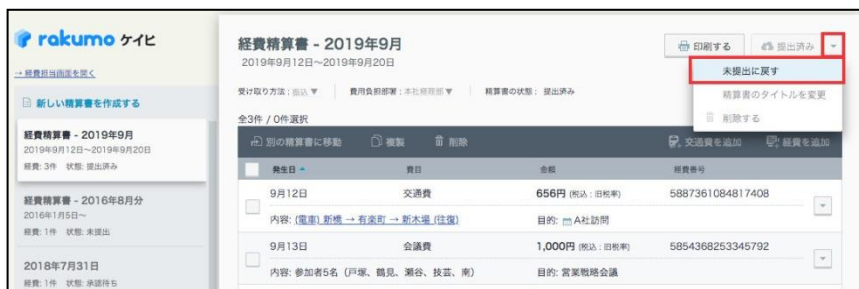 rakumo ケイヒ
→ 経費担当画面を開く
新しい精算書を作成する
経費精算書 - 2019年9月
2019年9月12日〜2019年9月20日
経費: 3件 状態: 提出済み
経費精算書 - 2016年8月分
2016年1月5日〜
経費: 1件 状態: 未提出
2018年7月31日
経費: 1件 状態: 承認待ち
経費精算書 - 2019年9月
2019年9月12日〜2019年9月20日
印刷する
提出済み
未提出に戻す
精算書のタイトルを変更
削除する
受け取り方法 : 振込 ▼ 費用負担部署 : 本社経理部 ▼ 精算書の状態 : 提出済み
全3件 / 0件選択
別の精算書に移動 複製 削除 交通費を追加 経費を追加
発生日 費目 金額 経費番号
9月12日 交通費 656円 (税込 : 旧税率) 5887361084817408
内容: (電車) 新橋 → 有楽町 → 新木場 (往復) 目的: A社訪問
9月13日 会議費 1,000円 (税込 : 旧税率) 5854368253345792
内容: 参加者5名 (戸塚、鶴見、瀬谷、技芸、南) 目的: 営業戦略会議